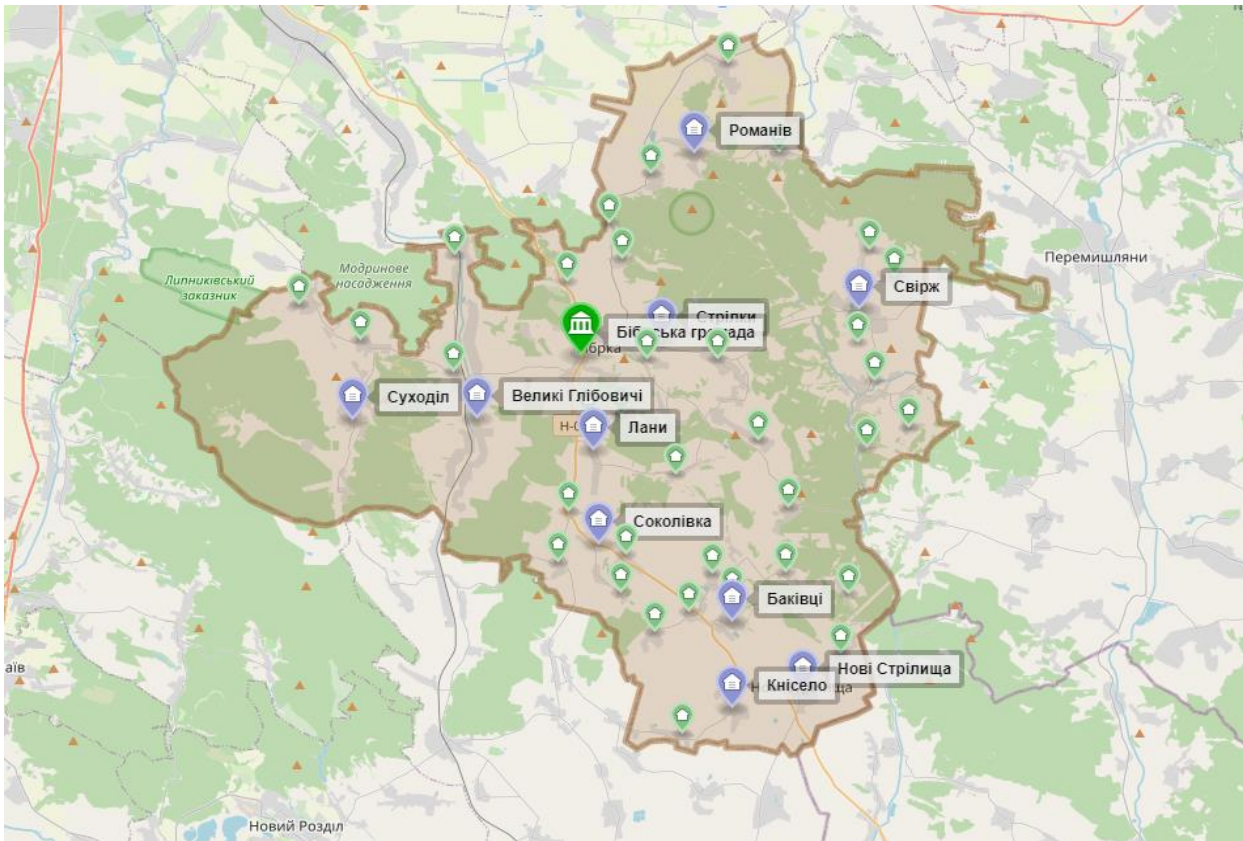 Романів
Перемишляни
Модринове
насадження
Липниківський
заказник
Свірж
Стрілки
Бібрська громада
Суходіл
Великі Глібовичі
Лани
Соколівка
Баківці
Нові Стрілища
Кнісело
аїв
Новий Розділ